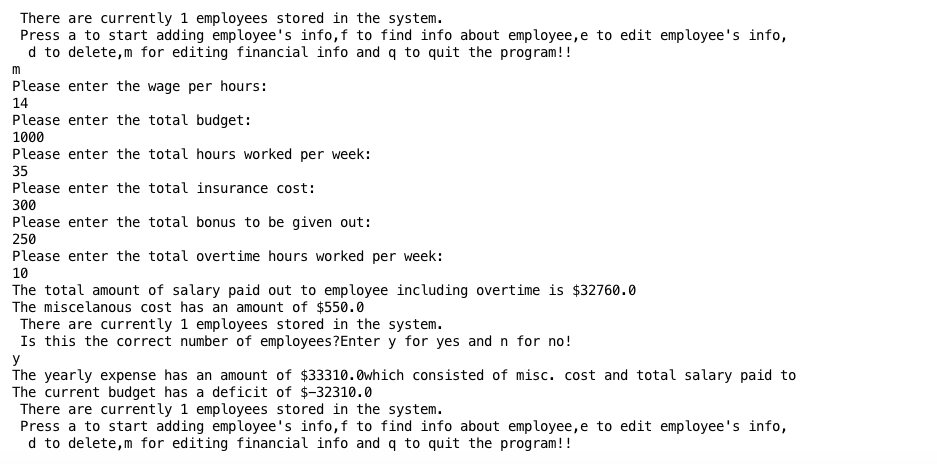 There are currently 1 employees stored in the system.
Press a to start adding employee's info,f to find info about employee,e to edit employee's info,
d to delete,m for editing financial info and q to quit the program!!
m
Please enter the wage per hours:
14
Please enter the total budget:
1000
Please enter the total hours worked per week:
35
Please enter the total insurance cost:
300
Please enter the total bonus to be given out:
250
Please enter the total overtime hours worked per week:
10
The total amount of salary paid out to employee including overtime is $32760.0
The miscelanous cost has an amount of $550.0
There are currently 1 employees stored in the system.
Is this the correct number of employees?Enter y for yes and n for no!
y
The yearly expense has an amount of $33310.0which consisted of misc. cost and total salary paid to
The current budget has a deficit of $-32310.0
There are currently 1 employees stored in the system.
Press a to start adding employee's info,f to find info about employee,e to edit employee's info,
d to delete,m for editing financial info and q to quit the program!!